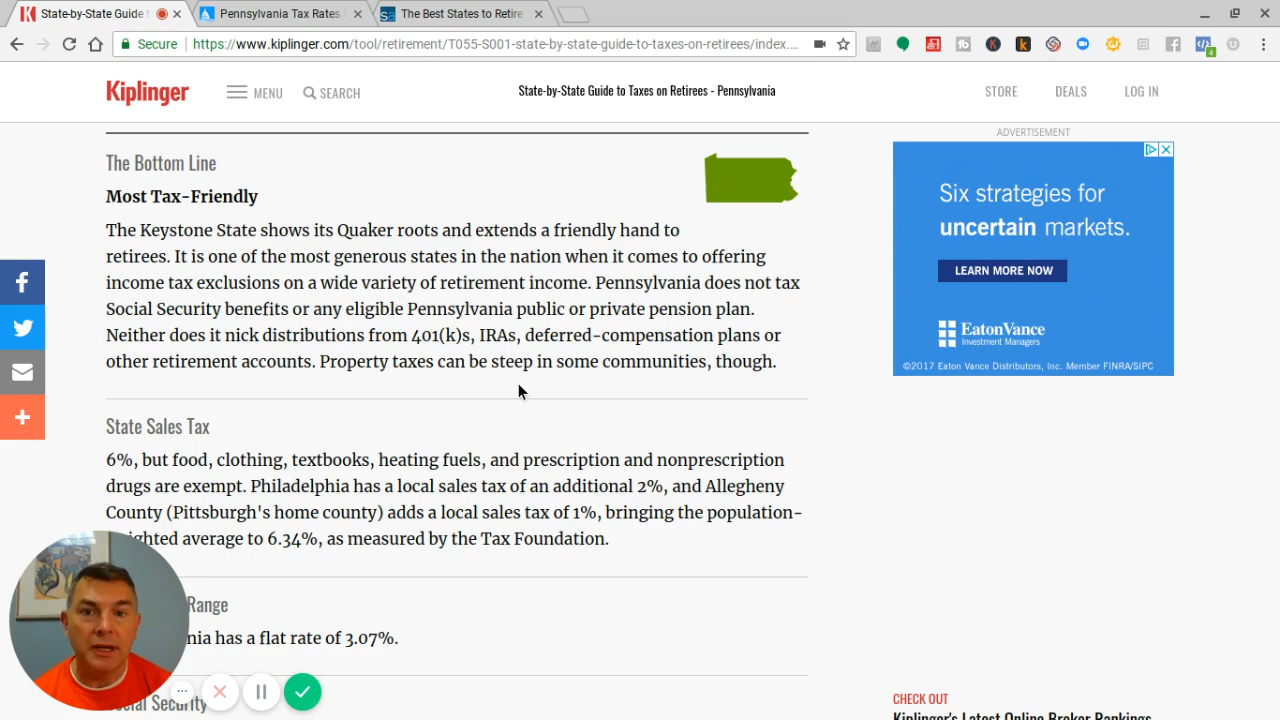 State-by-State Guide t
Pennsylvania Tax Rates
The Best States to Retire
Secure
https://www.kiplinger.com/tool/retirement/T055-S001-state-by-state-guide-to-taxes-on-retirees/index....
Kiplinger
MENU
SEARCH
State-by-State Guide to Taxes on Retirees - Pennsylvania
STORE
DEALS
LOG IN
The Bottom Line
Most Tax-Friendly
The Keystone State shows its Quaker roots and extends a friendly hand to
retirees. It is one of the most generous states in the nation when it comes to offering
income tax exclusions on a wide variety of retirement income. Pennsylvania does not tax
Social Security benefits or any eligible Pennsylvania public or private pension plan.
Neither does it nick distributions from 401(k)s, IRAs, deferred-compensation plans or
other retirement accounts. Property taxes can be steep in some communities, though.
State Sales Tax
6%, but food, clothing, textbooks, heating fuels, and prescription and nonprescription
drugs are exempt. Philadelphia has a local sales tax of an additional 2%, and Allegheny
County (Pittsburgh's home county) adds a local sales tax of 1%, bringing the population-
ghted average to 6.34%, as measured by the Tax Foundation.
Range
nia has a flat rate of 3.07%.
cial Security
ADVERTISEMENT
Six strategies for
uncertain markets.
LEARN MORE NOW
EatonVance
Investment Managers
©2017 Eaton Vance Distributors, Inc. Member FINRA/SIPC
CHECK OUT
Kiplinger's Latest Online Broker Rankings